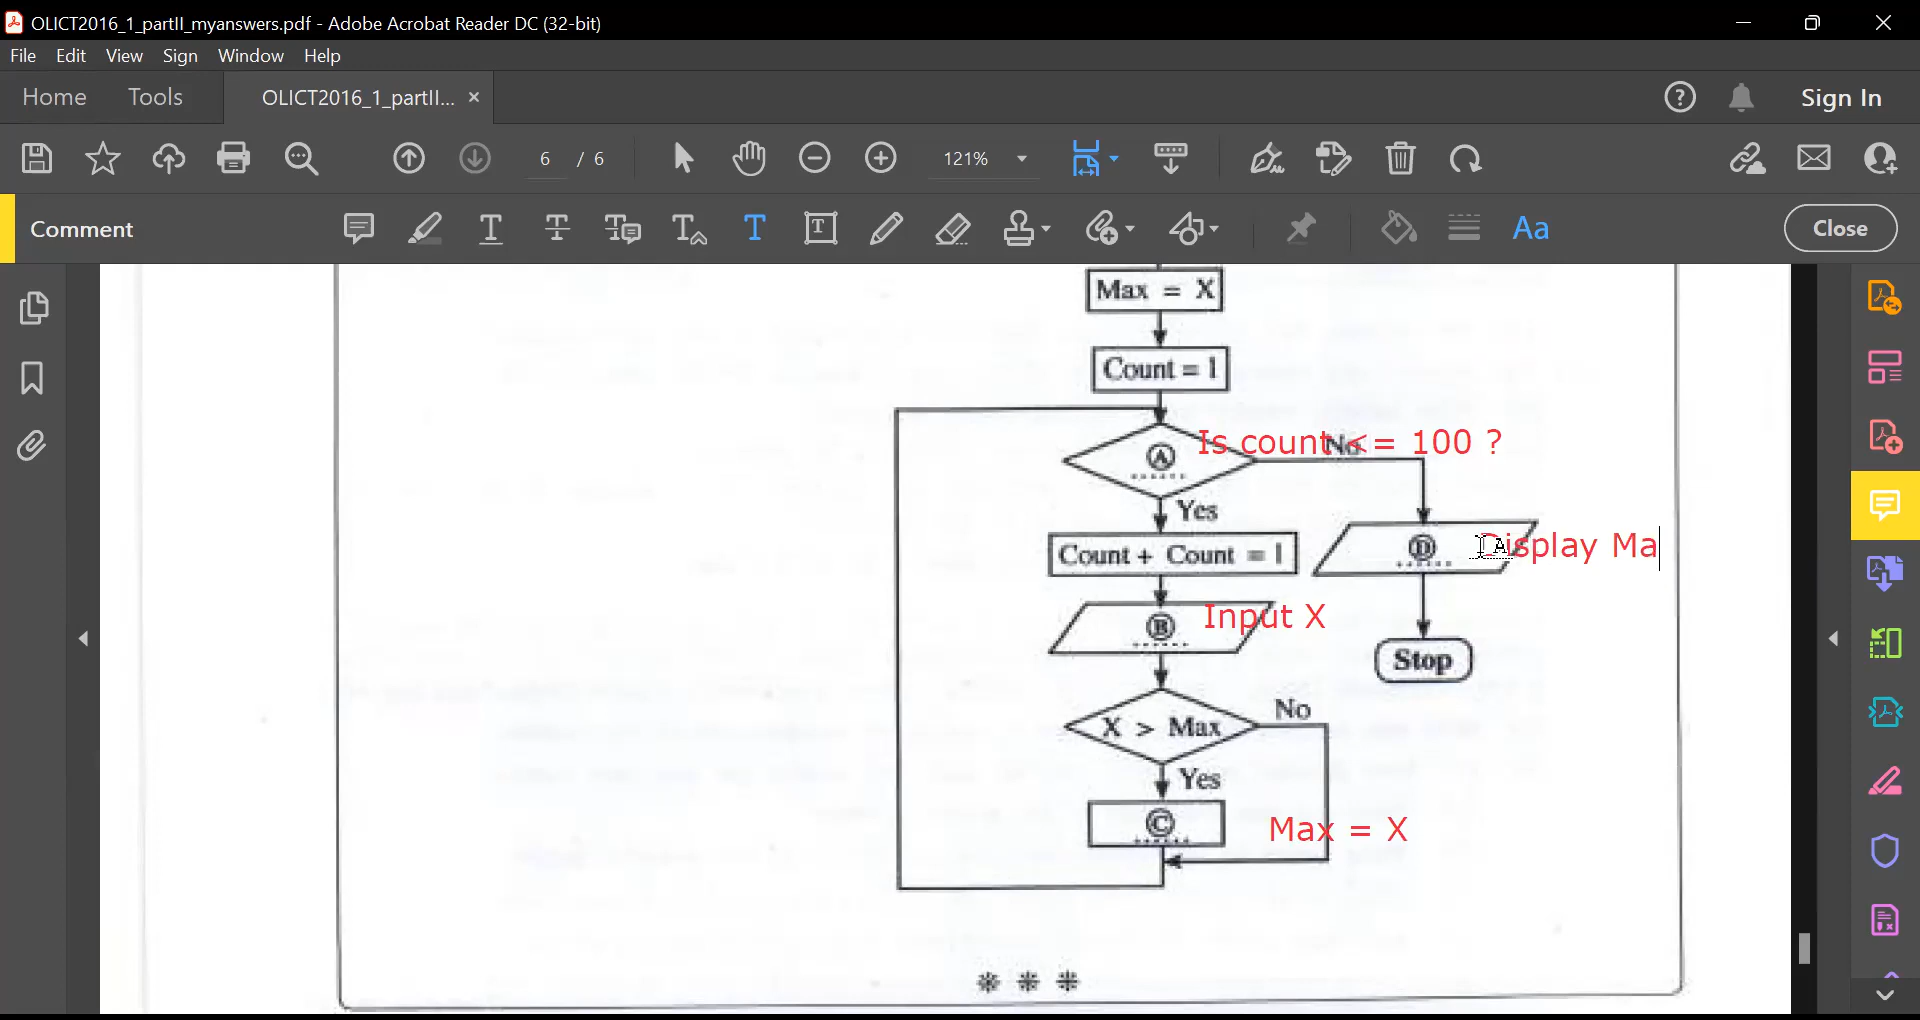 OLICT2016_1_partII_myanswers.pdf - Adobe Acrobat Reader DC (32-bit)
File Edit View Sign Window Help
Home Tools OLICT2016_1_partII... × Sign In
6 / 6 121%
Comment Aa Close
Max = X
Count = 1
A
Is count <= 100 ?
No
Yes
Count + Count = 1
D
Display Ma
B
Input X
Stop
X > Max
No
Yes
C
Max = X
* * *